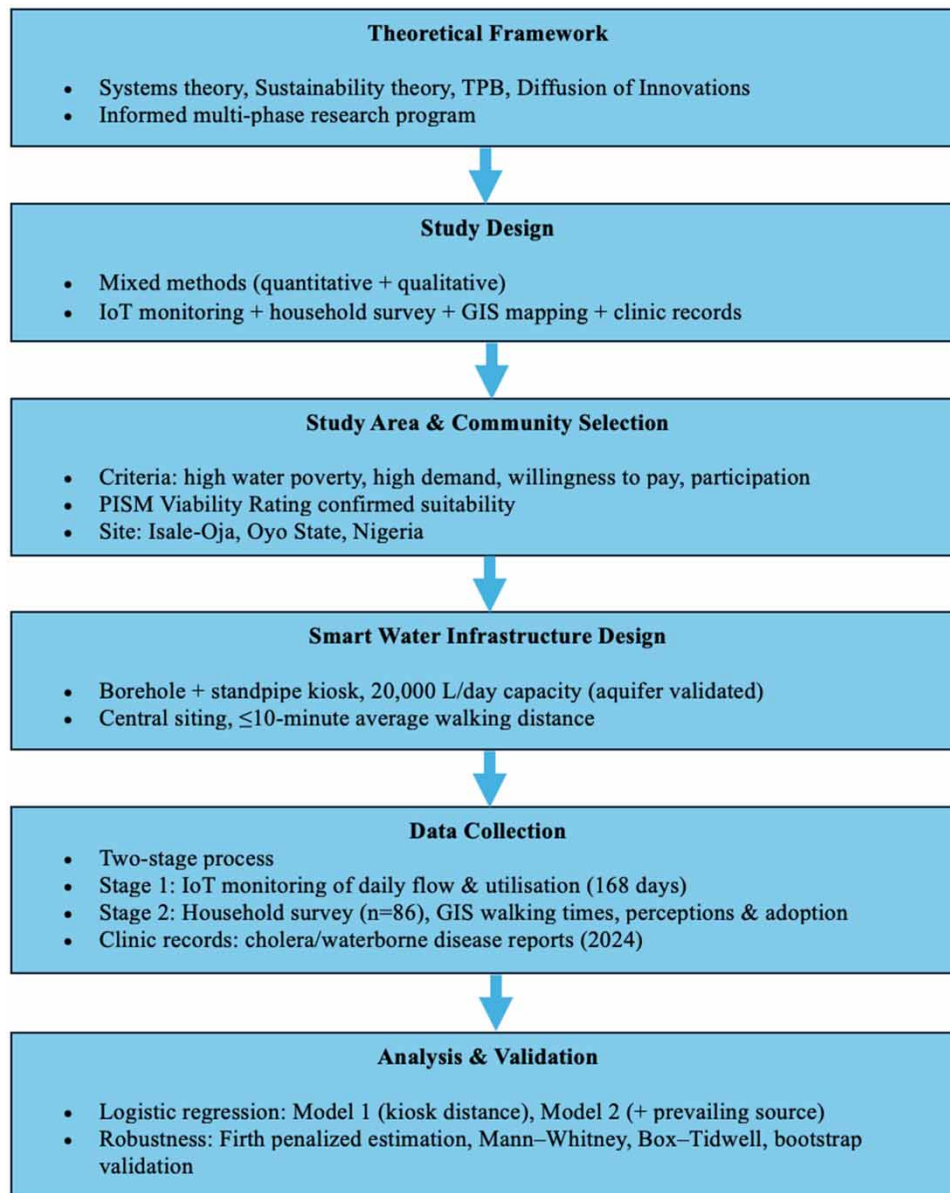 Theoretical Framework
• Systems theory, Sustainability theory, TPB, Diffusion of Innovations
• Informed multi-phase research program
Study Design
• Mixed methods (quantitative + qualitative)
• IoT monitoring + household survey + GIS mapping + clinic records
Study Area & Community Selection
• Criteria: high water poverty, high demand, willingness to pay, participation
• PISM Viability Rating confirmed suitability
• Site: Isale-Oja, Oyo State, Nigeria
Smart Water Infrastructure Design
• Borehole + standpipe kiosk, 20,000 L/day capacity (aquifer validated)
• Central siting, ≤10-minute average walking distance
Data Collection
• Two-stage process
• Stage 1: IoT monitoring of daily flow & utilisation (168 days)
• Stage 2: Household survey (n=86), GIS walking times, perceptions & adoption
• Clinic records: cholera/waterborne disease reports (2024)
Analysis & Validation
• Logistic regression: Model 1 (kiosk distance), Model 2 (+ prevailing source)
• Robustness: Firth penalized estimation, Mann–Whitney, Box–Tidwell, bootstrap
validation